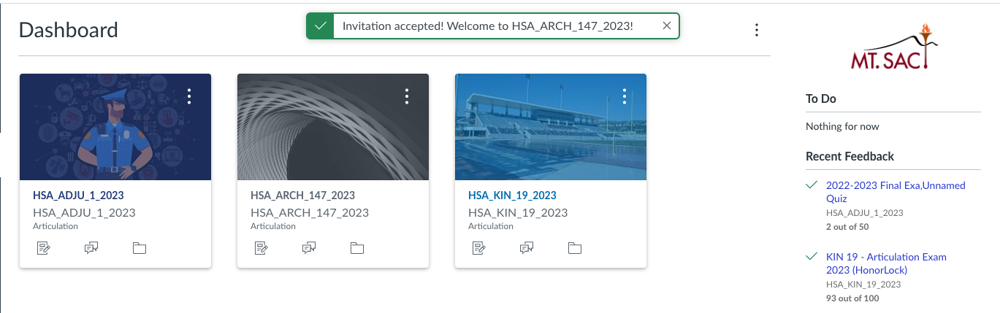 Dashboard
Invitation accepted! Welcome to HSA_ARCH_147_2023!
HSA_ADJU_1_2023
HSA_ADJU_1_2023
Articulation
HSA_ARCH_147_2023
HSA_ARCH_147_2023
Articulation
HSA_KIN_19_2023
HSA_KIN_19_2023
Articulation
MT. SAC
To Do
Nothing for now
Recent Feedback
2022-2023 Final Exa,Unnamed
Quiz
HSA_ADJU_1_2023
2 out of 50
KIN 19 - Articulation Exam
2023 (HonorLock)
HSA_KIN_19_2023
93 out of 100